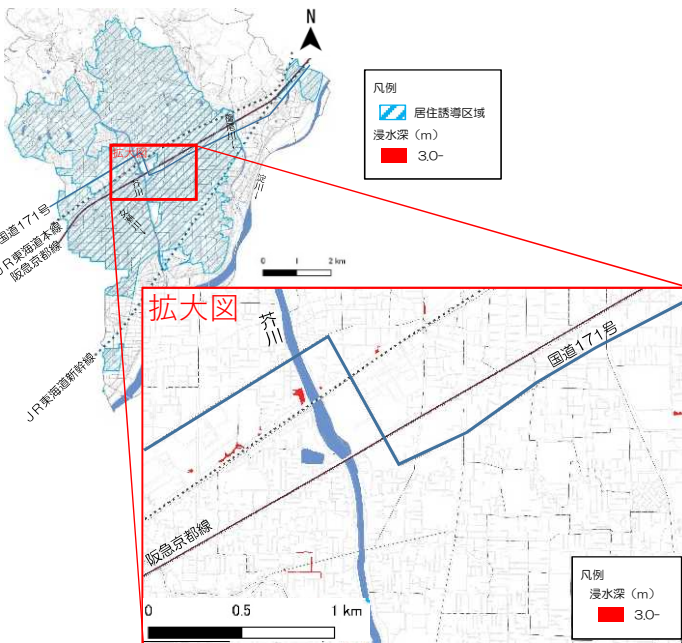 N
凡例
居住誘導区域
浸水深（m）
3.0-
拡大図
檜尾川
淀川
芥川
国道171号
JR東海道本線
阪急京都線
0 1 2 km
JR東海道新幹線
拡大図
芥川
国道171号
阪急京都線
0 0.5 1 km
凡例
浸水深（m）
3.0-